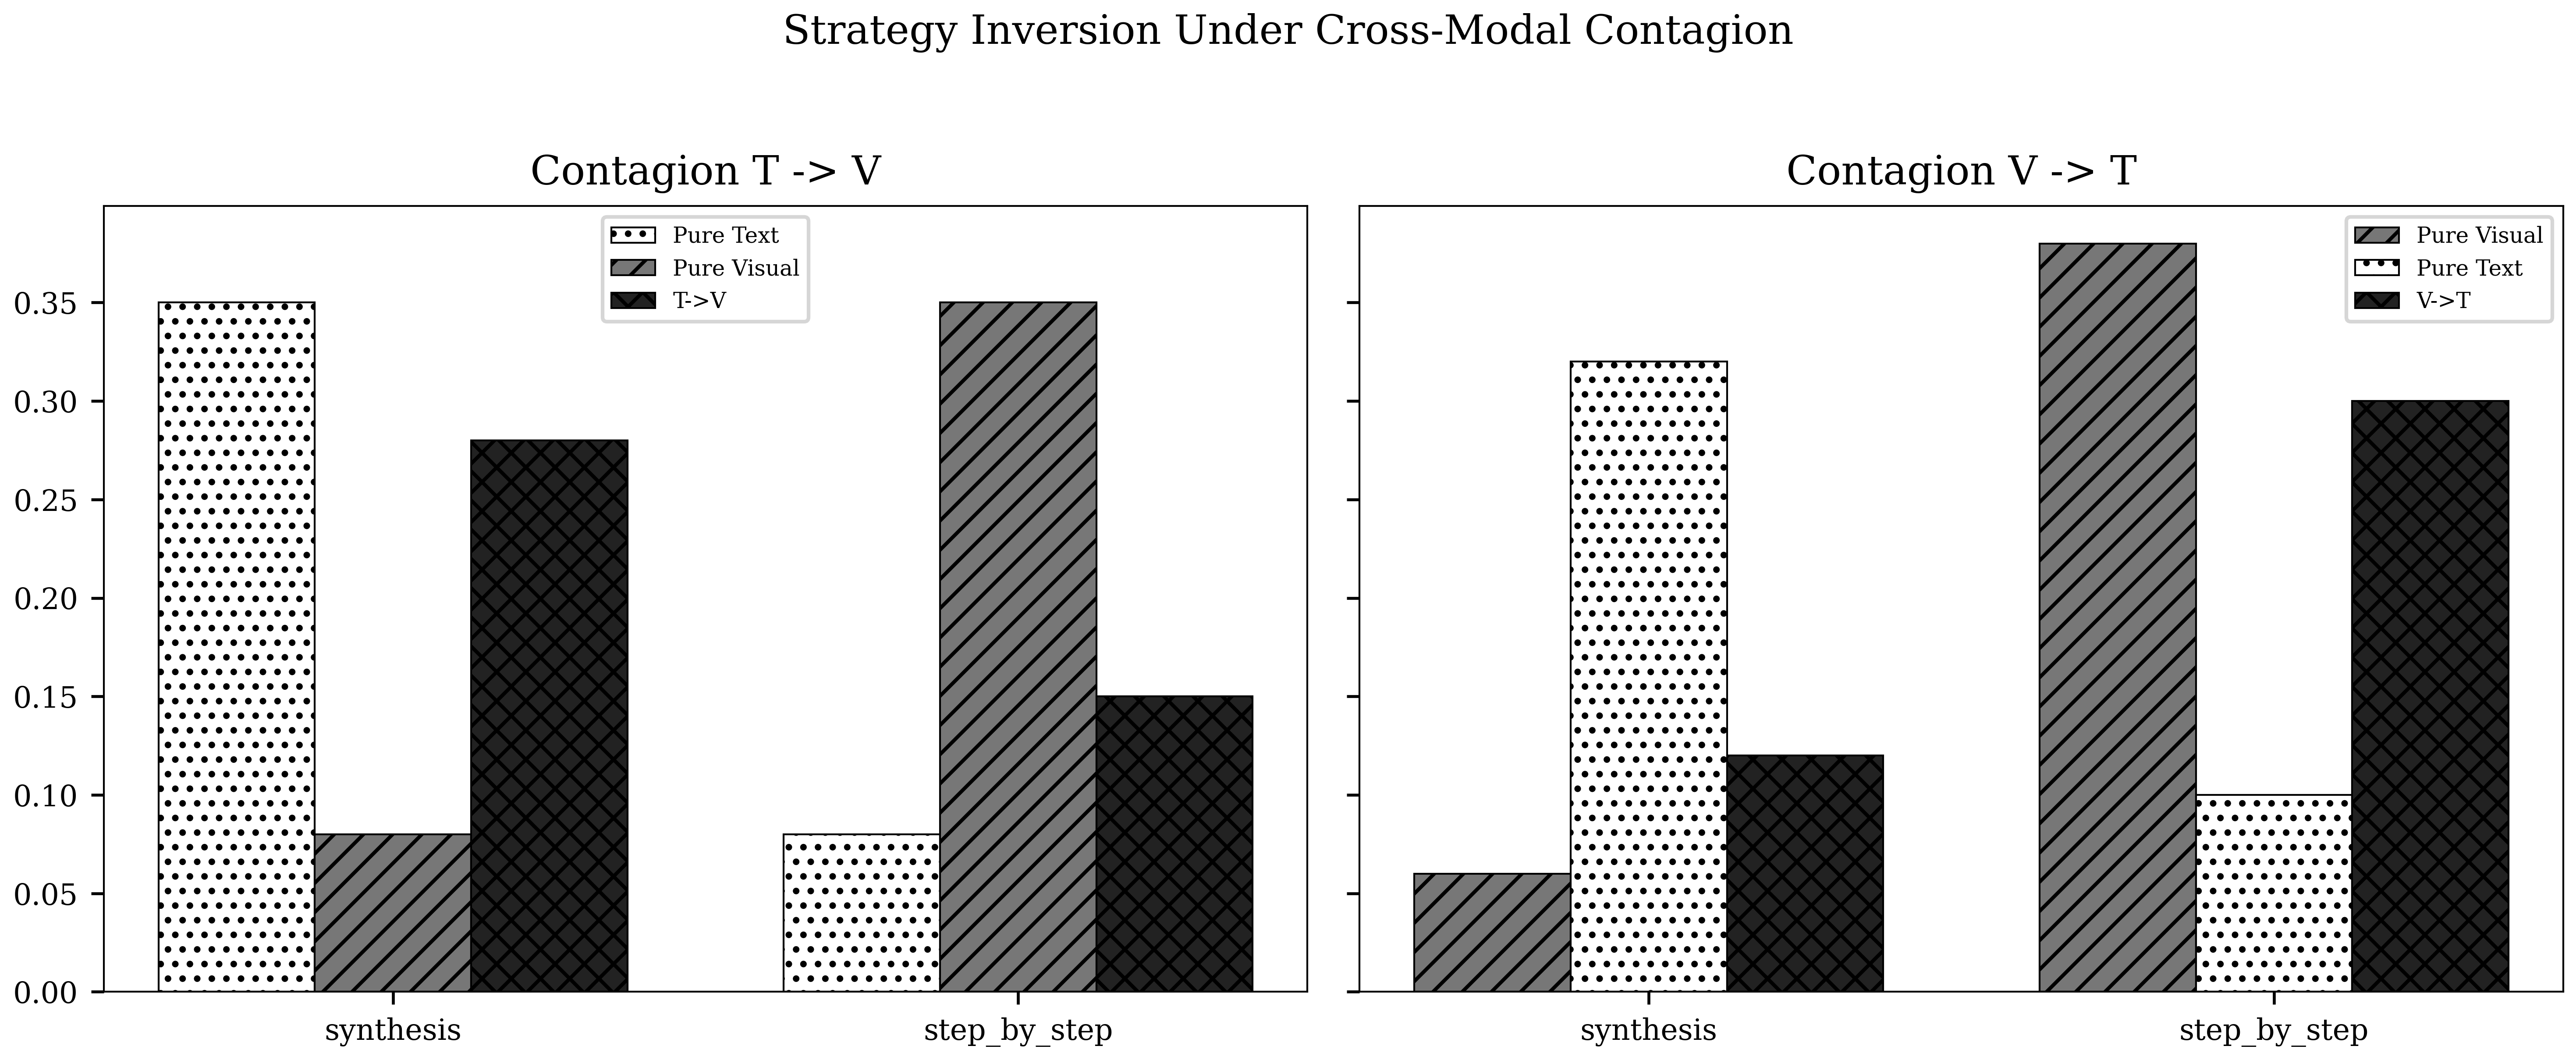 Strategy Inversion Under Cross-Modal Contagion
Contagion T -> V
Pure Text
Pure Visual
T->V
0.35
0.30
0.25
0.20
0.15
0.10
0.05
0.00
synthesis
step_by_step
Contagion V -> T
Pure Visual
Pure Text
V->T
synthesis
step_by_step